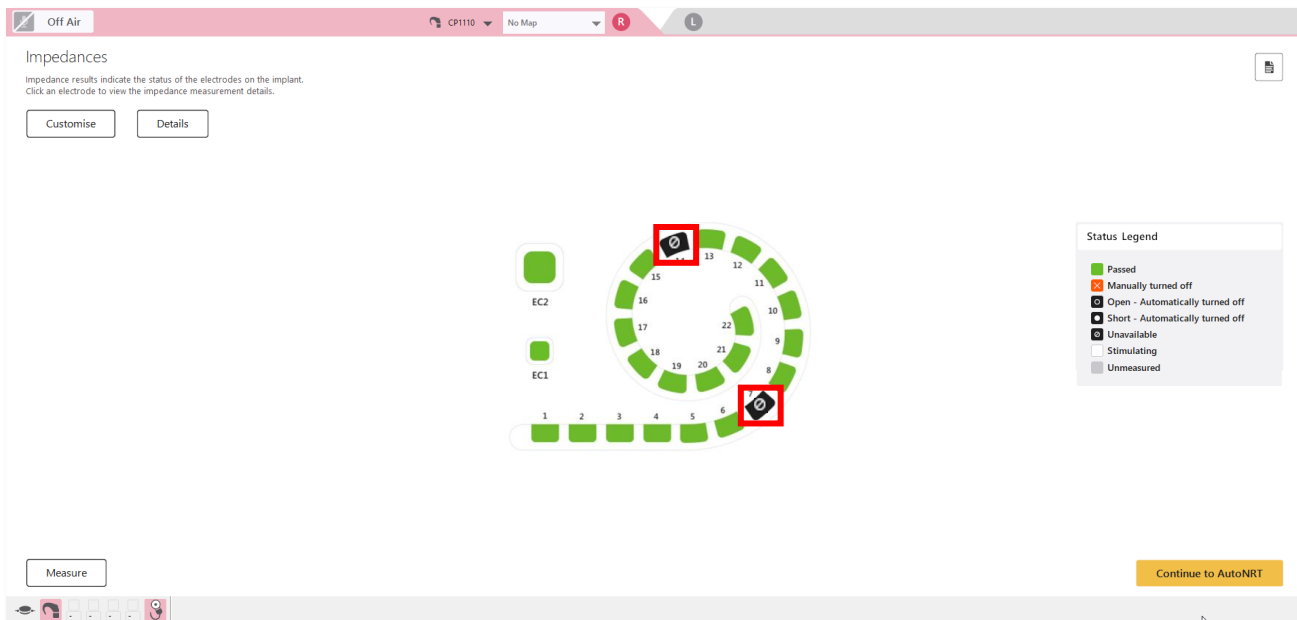 Off Air
CP1110
No Map
R
L
Impedances
Impedance results indicate the status of the electrodes on the implant.
Click an electrode to view the impedance measurement details.
Customise
Details
EC2
EC1
1
2
3
4
5
6
7
8
9
10
11
12
13
14
15
16
17
18
19
20
21
22
Status Legend
Passed
Manually turned off
Open - Automatically turned off
Short - Automatically turned off
Unavailable
Stimulating
Unmeasured
Measure
Continue to AutoNRT
- - - -